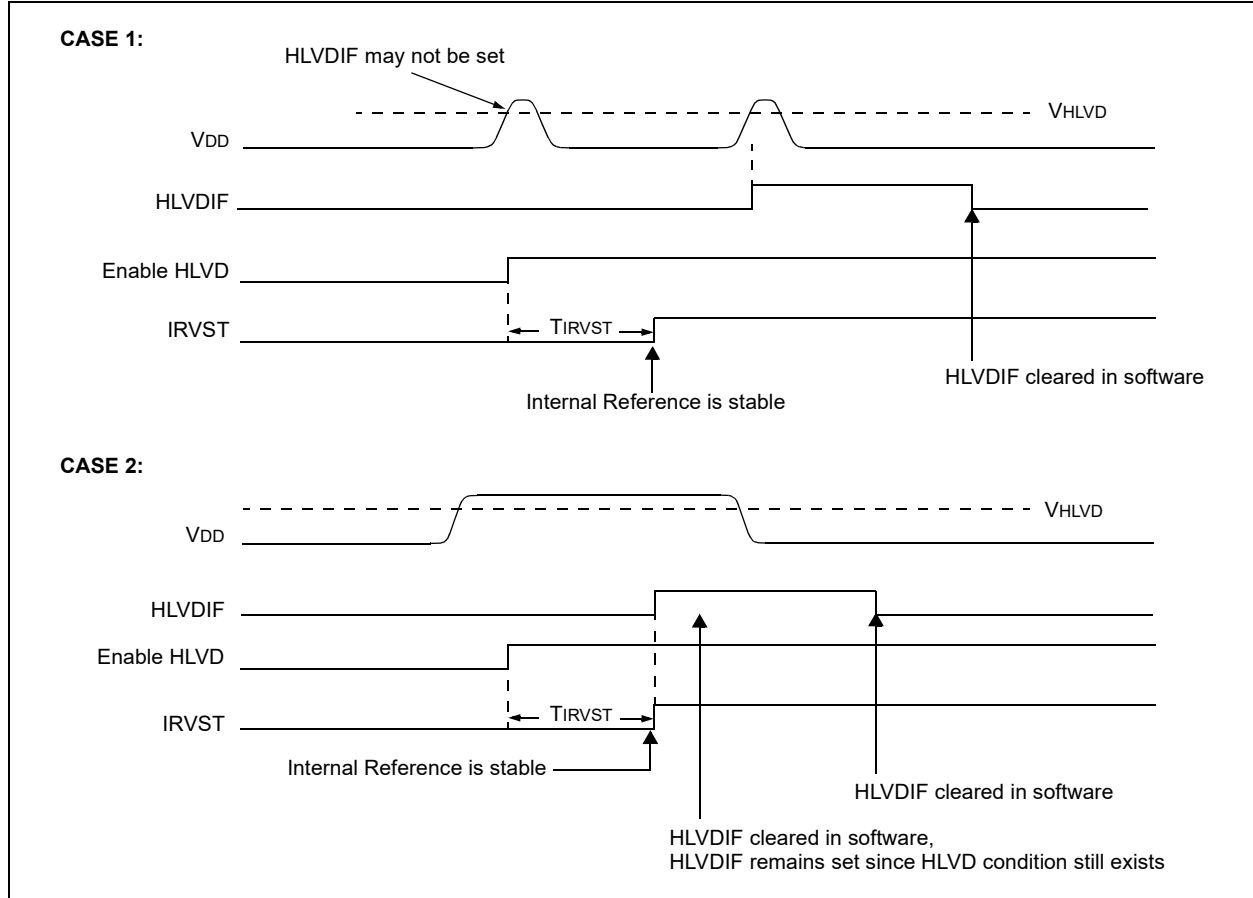 CASE 1:
HLVDIF may not be set
VHLVD
VDD
HLVDIF
Enable HLVD
IRVST
TIRVST
HLVDIF cleared in software
Internal Reference is stable
CASE 2:
VHLVD
VDD
HLVDIF
Enable HLVD
IRVST
TIRVST
Internal Reference is stable
HLVDIF cleared in software
HLVDIF cleared in software,
HLVDIF remains set since HLVD condition still exists